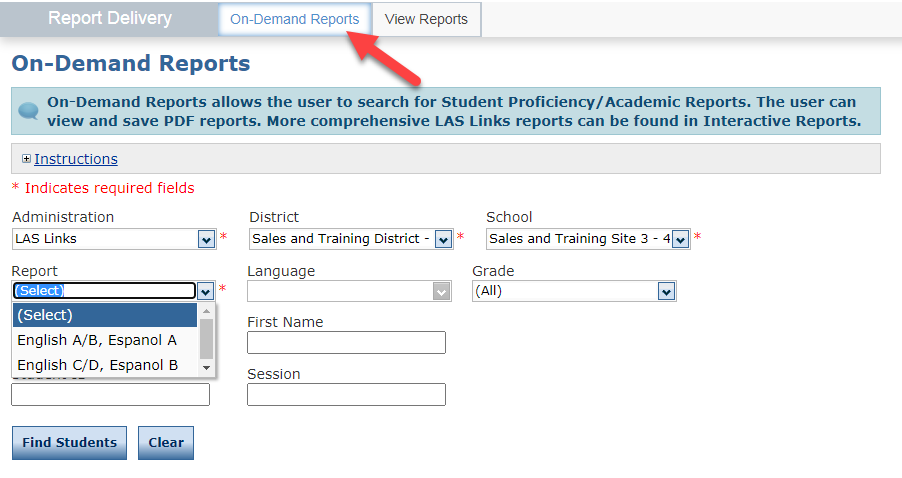 Report Delivery On-Demand Reports View Reports
On-Demand Reports
On-Demand Reports allows the user to search for Student Proficiency/Academic Reports. The user can
view and save PDF reports. More comprehensive LAS Links reports can be found in Interactive Reports.
Instructions
* Indicates required fields
Administration District School
LAS Links * Sales and Training District - * Sales and Training Site 3 - 4 *
Report Language Grade
(Select) * (All)
(Select)
First Name
English A/B, Espanol A
English C/D, Espanol B
Session
Find Students Clear